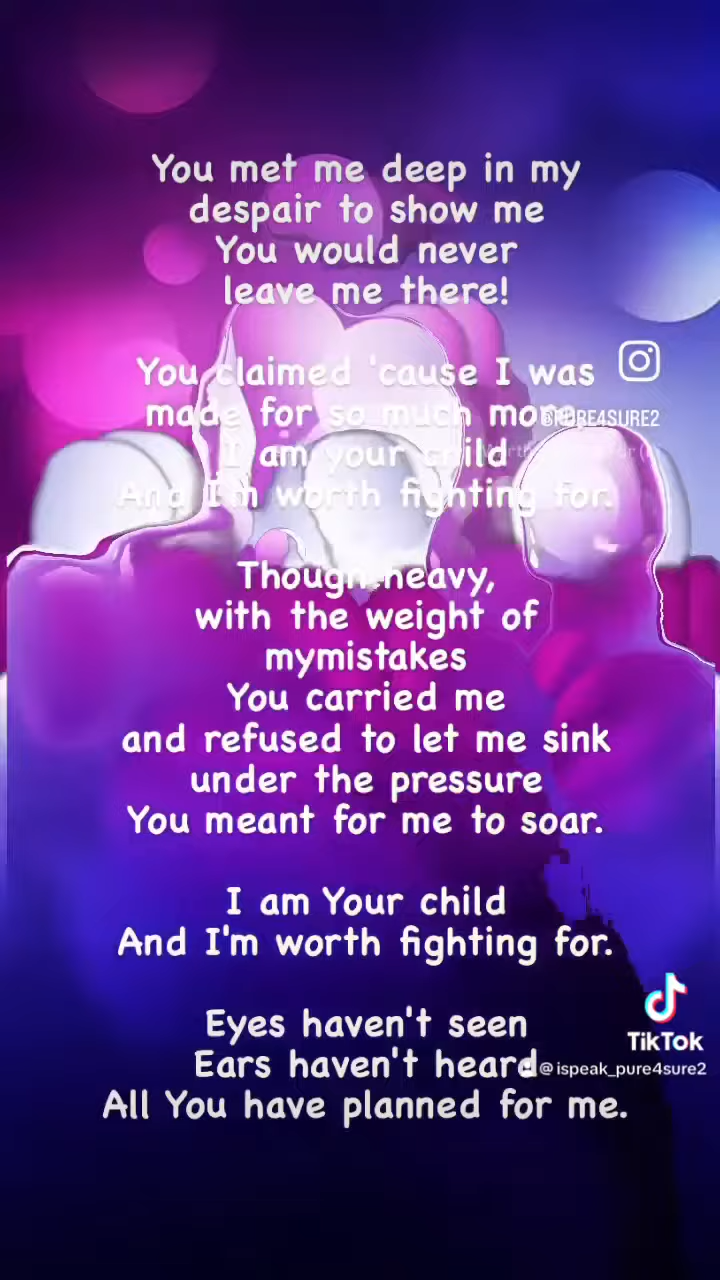 You met me deep in my
despair to show me
You would never
leave me there!
You claimed 'cause I was
made for so much more
@PURE4SURE2
I am your child
And I'm worth fighting for.
Though heavy,
with the weight of
mymistakes
You carried me
and refused to let me sink
under the pressure
You meant for me to soar.
I am Your child
And I'm worth fighting for.
Eyes haven't seen
Ears haven't heard
All You have planned for me.
TikTok
@ispeak_pure4sure2